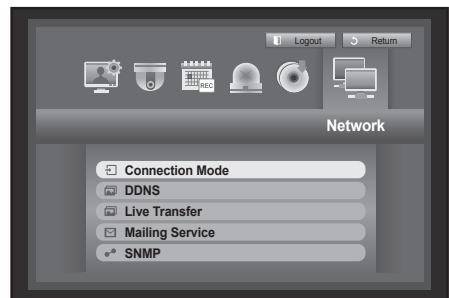 Logout Return
REC
Network
Connection Mode
DDNS
Live Transfer
Mailing Service
SNMP